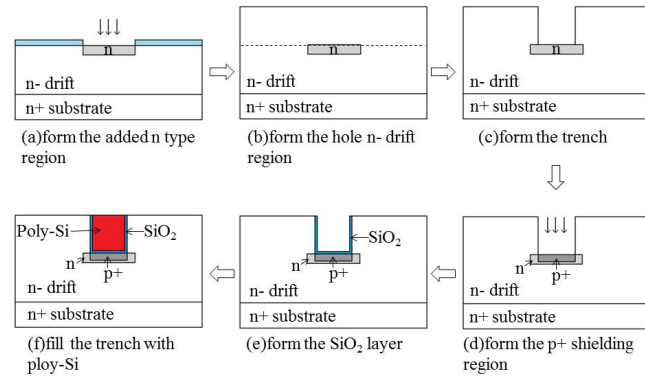 n
n- drift
n+ substrate
(a)form the added n type
region
n
n- drift
n+ substrate
(b)form the hole n- drift
region
n
n- drift
n+ substrate
(c)form the trench
Poly-Si
SiO2
n
p+
n- drift
n+ substrate
(f)fill the trench with
ploy-Si
SiO2
n
p+
n- drift
n+ substrate
(e)form the SiO2 layer
n
p+
n- drift
n+ substrate
(d)form the p+ shielding
region